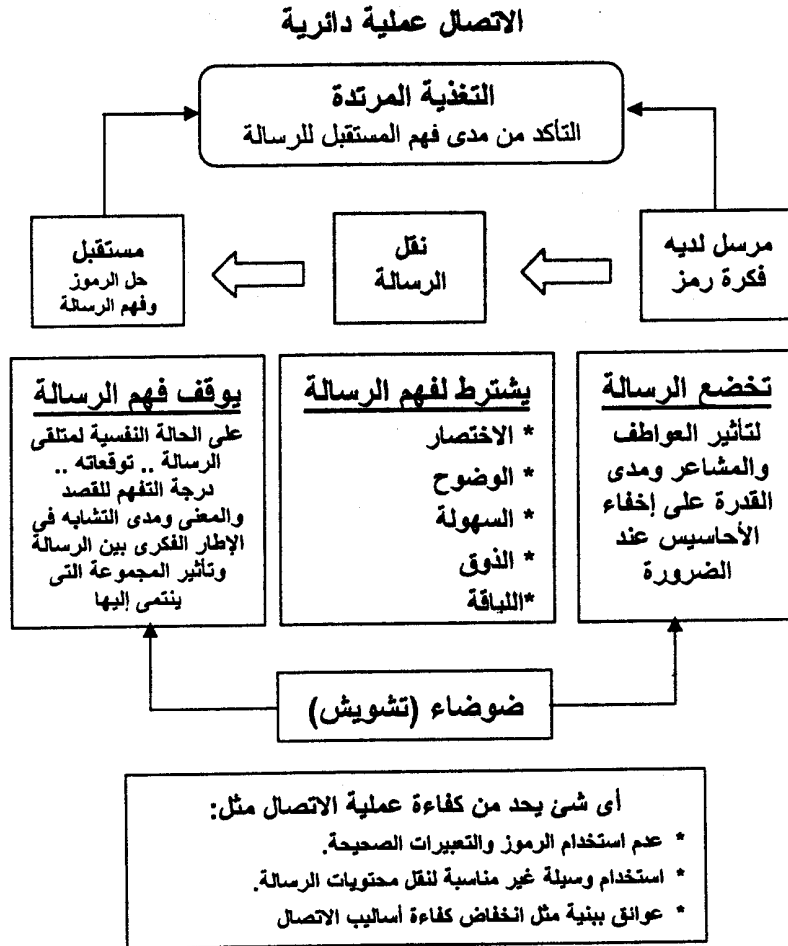 الاتصال عملية دائرية
التغذية المرتدة
التأكد من مدى فهم المستقبل للرسالة
مرسل لديه
فكرة رمز
نقل
الرسالة
مستقبل
حل الرموز
وفهم الرسالة
تخضع الرسالة
لتأثير العواطف
والمشاعر ومدى
القدرة على إخفاء
الأحاسيس عند
الضرورة
يشترط لفهم الرسالة
* الاختصار
* الوضوح
* السهولة
* الذوق
*اللياقة
يوقف فهم الرسالة
على الحالة النفسية لمتلقى
الرسالة .. توقعاته ..
درجة التفهم للقصد
والمعنى ومدى التشابه فى
الإطار الفكرى بين الرسالة
وتأثير المجموعة التى
ينتمى إليها
ضوضاء (تشويش)
أى شئ يحد من كفاءة عملية الاتصال مثل:
* عدم استخدام الرموز والتعبيرات الصحيحة.
* استخدام وسيلة غير مناسبة لنقل محتويات الرسالة.
* عوائق بيئية مثل انخفاض كفاءة أساليب الاتصال